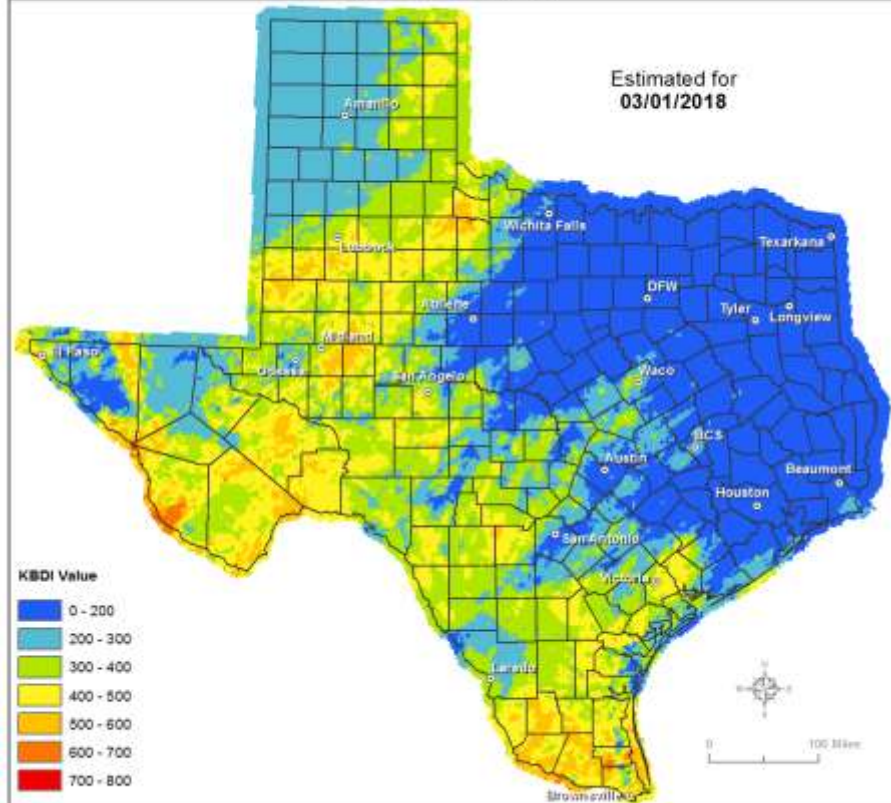 Estimated for
03/01/2018
Amarillo
Wichita Falls
Texarkana
Lubbock
DFW
Abilene
Tyler
Longview
Midland
El Paso
Odessa
San Angelo
Waco
BCS
Austin
Beaumont
Houston
San Antonio
Victoria
Laredo
Brownsville
KBDI Value
0 - 200
200 - 300
300 - 400
400 - 500
500 - 600
600 - 700
700 - 800
0 100 Miles